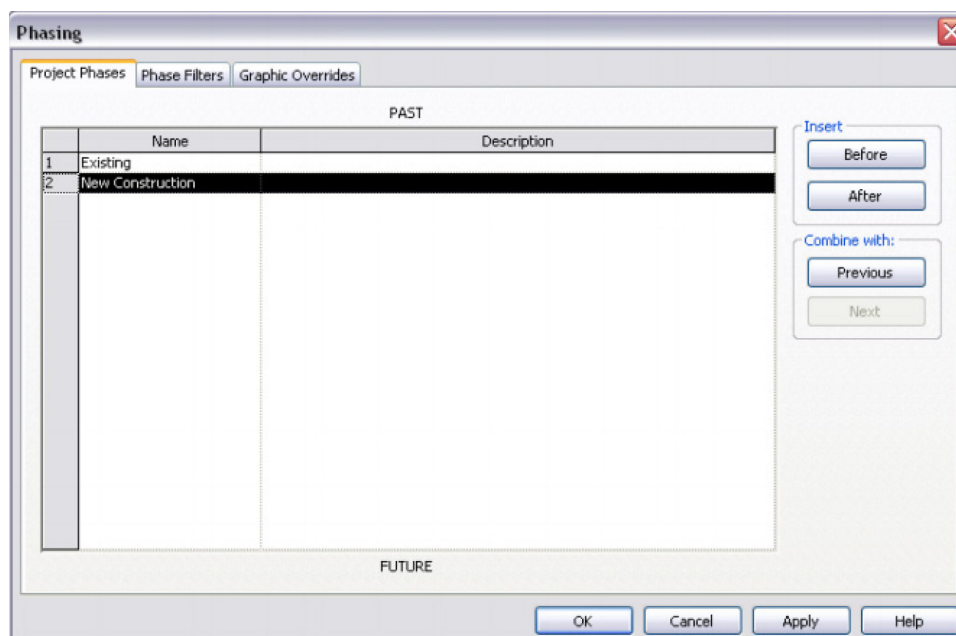 Phasing
Project Phases Phase Filters Graphic Overrides
PAST
Name Description
1 Existing
2 New Construction
FUTURE
Insert
Before
After
Combine with:
Previous
Next
OK Cancel Apply Help